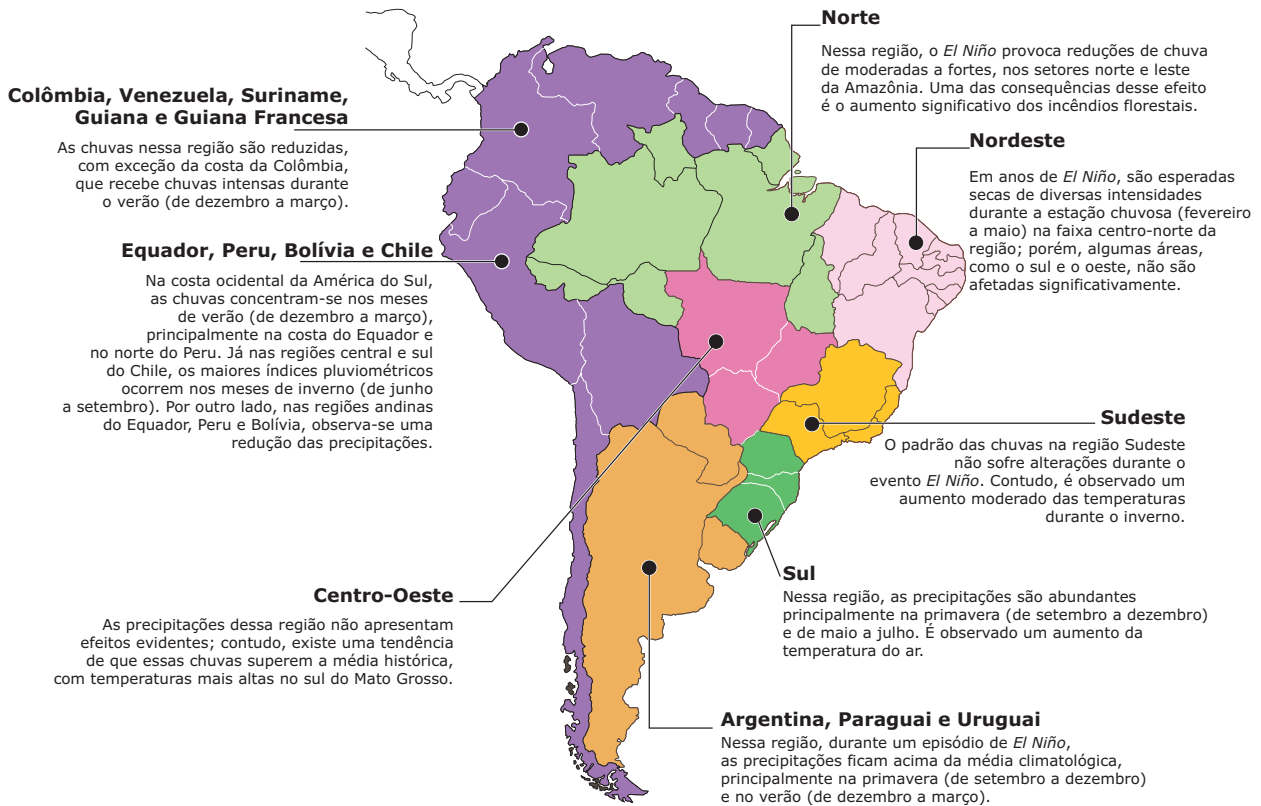 Norte
Nessa região, o El Niño provoca reduções de chuva
de moderadas a fortes, nos setores norte e leste
da Amazônia. Uma das consequências desse efeito
é o aumento significativo dos incêndios florestais.
Colômbia, Venezuela, Suriname,
Guiana e Guiana Francesa
As chuvas nessa região são reduzidas,
com exceção da costa da Colômbia,
que recebe chuvas intensas durante
o verão (de dezembro a março).
Nordeste
Em anos de El Niño, são esperadas
secas de diversas intensidades
durante a estação chuvosa (fevereiro
a maio) na faixa centro-norte da
região; porém, algumas áreas,
como o sul e o oeste, não são
afetadas significativamente.
Equador, Peru, Bolívia e Chile
Na costa ocidental da América do Sul,
as chuvas concentram-se nos meses
de verão (de dezembro a março),
principalmente na costa do Equador e
no norte do Peru. Já nas regiões central e sul
do Chile, os maiores índices pluviométricos
ocorrem nos meses de inverno (de junho
a setembro). Por outro lado, nas regiões andinas
do Equador, Peru e Bolívia, observa-se uma
redução das precipitações.
Sudeste
O padrão das chuvas na região Sudeste
não sofre alterações durante o
evento El Niño. Contudo, é observado um
aumento moderado das temperaturas
durante o inverno.
Sul
Nessa região, as precipitações são abundantes
principalmente na primavera (de setembro a dezembro)
e de maio a julho. É observado um aumento da
temperatura do ar.
Centro-Oeste
As precipitações dessa região não apresentam
efeitos evidentes; contudo, existe uma tendência
de que essas chuvas superem a média histórica,
com temperaturas mais altas no sul do Mato Grosso.
Argentina, Paraguai e Uruguai
Nessa região, durante um episódio de El Niño,
as precipitações ficam acima da média climatológica,
principalmente na primavera (de setembro a dezembro)
e no verão (de dezembro a março).